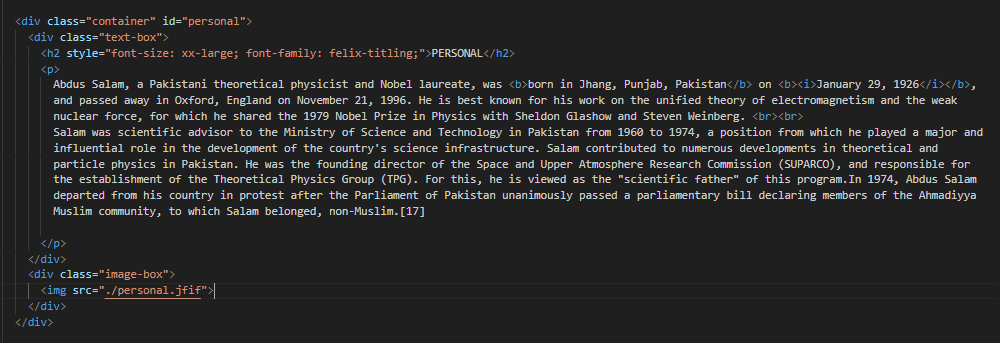 <div class="container" id="personal">
<div class="text-box">
<h2 style="font-size: xx-large; font-family: felix-titling;">PERSONAL</h2>
<p>
Abdus Salam, a Pakistani theoretical physicist and Nobel laureate, was <b>born in Jhang, Punjab, Pakistan</b> on <b><i>January 29, 1926</i></b>,
and passed away in Oxford, England on November 21, 1996. He is best known for his work on the unified theory of electromagnetism and the weak
nuclear force, for which he shared the 1979 Nobel Prize in Physics with Sheldon Glashow and Steven Weinberg. <br><br>
Salam was scientific advisor to the Ministry of Science and Technology in Pakistan from 1960 to 1974, a position from which he played a major and
influential role in the development of the country's science infrastructure. Salam contributed to numerous developments in theoretical and
particle physics in Pakistan. He was the founding director of the Space and Upper Atmosphere Research Commission (SUPARCO), and responsible for
the establishment of the Theoretical Physics Group (TPG). For this, he is viewed as the "scientific father" of this program.In 1974, Abdus Salam
departed from his country in protest after the Parliament of Pakistan unanimously passed a parliamentary bill declaring members of the Ahmadiyya
Muslim community, to which Salam belonged, non-Muslim.[17]
</p>
</div>
<div class="image-box">
<img src="./personal.jfif">
</div>
</div>